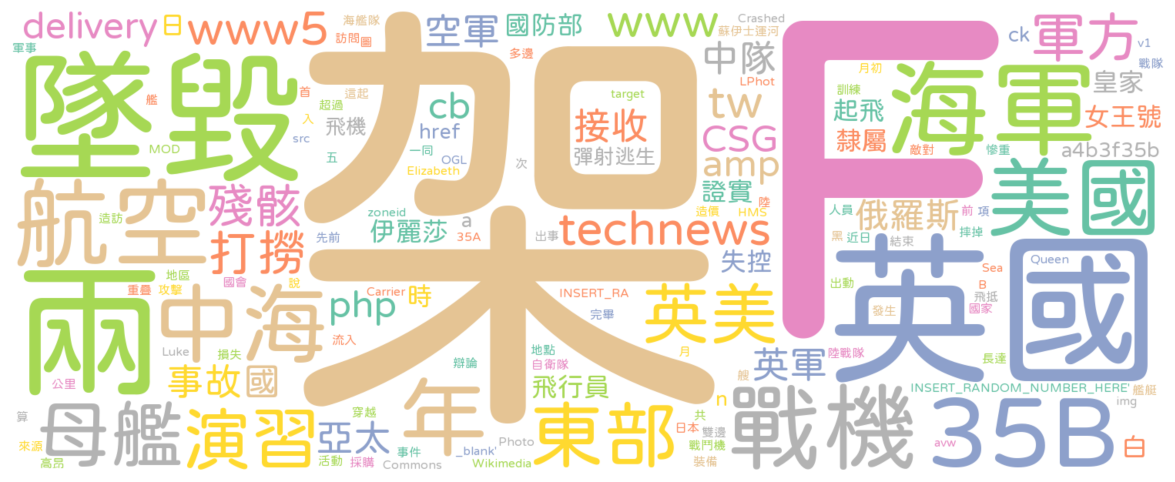 delivery 日 www5 海艦隊 空軍 國防部 www Crashed ck 軍方 v1
軍事 訪問 圖 多邊 蘇伊士運河 戰隊
墜毀 艦 首 超過 這起 cb target 中隊 LPhot 月初 海軍 皇家
架 F
MOD src 入 飛機 href 接收 tw 訓練 起飛 女王號
五 一同 OGL 彈射逃生 CSG 隸屬 敵對 慘重 a4b3f35b
航空 殘骸 Elizabeth 次 amp 美國
造訪 zoneid a 證實 陸 人員 俄羅斯 前 項
伊麗莎 35A 造價 HMS
打撈 先前 出事 technews 黑 近日 結束 摔掉
兩 地區 國會 說 失控 英國 Queen Sea
重疊 攻擊 Carrier 時 INSERT_RA 出動 B 飛抵
中海 php 完畢 英美 發生 國家
Luke 流入
公里 損失 辯論 地點 月 英軍 陸戰隊 長達
事故 國 自衛隊 艘 INSERT_RANDOM_NUMBER_HERE' 艦艇
年 飛行員 n 戰機 img
算 母艦 演習 穿越 東部 共 35B
亞太 日本 雙邊
來源 事件 _blank' Photo 戰鬥機 avw 白
高昂 活動 採購 Commons Wikimedia 裝備